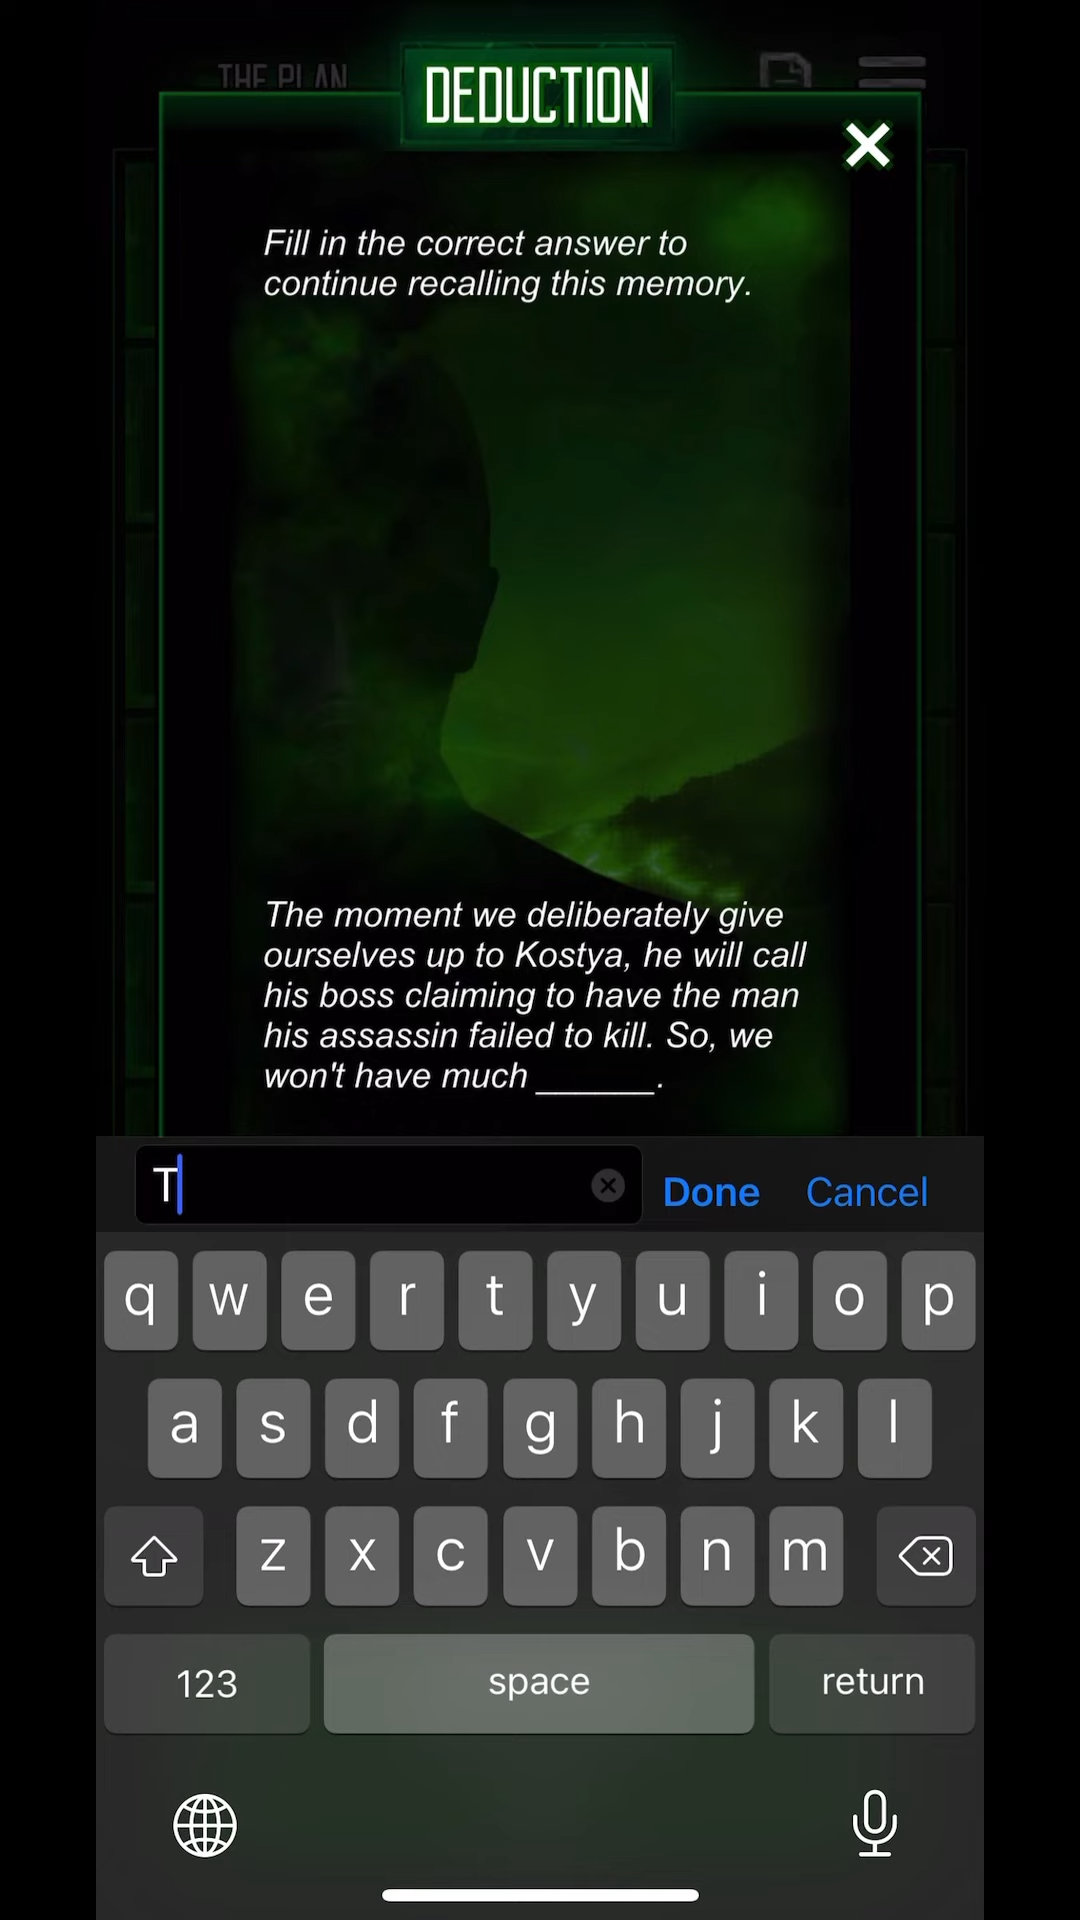 THE PLAN
DEDUCTION
Fill in the correct answer to
continue recalling this memory.
The moment we deliberately give
ourselves up to Kostya, he will call
his boss claiming to have the man
his assassin failed to kill. So, we
won't have much ______.
T
Done Cancel
q w e r t y u i o p
a s d f g h j k l
z x c v b n m
123 space return